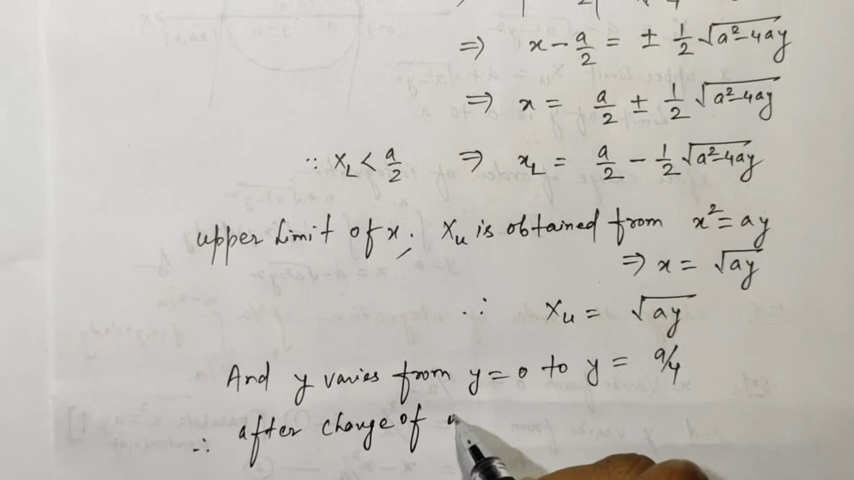 ⇒ x - a/2 = ± 1/2 √(a²-4ay)
⇒ x = a/2 ± 1/2 √(a²-4ay)
∵ x_L < a/2 ⇒ x_L = a/2 - 1/2 √(a²-4ay)
upper limit of x; x_u is obtained from x² = ay
⇒ x = √ay
∵ x_u = √ay
And y varies from y=0 to y = a/4
∴ after change of